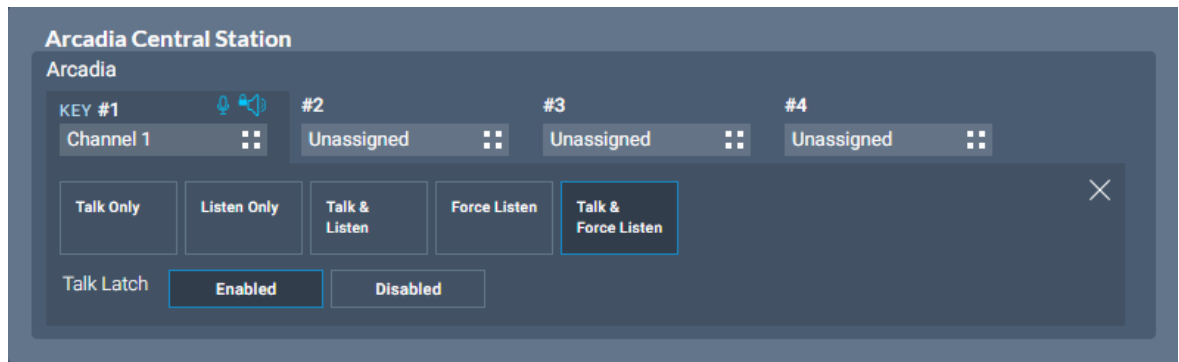 Arcadia Central Station
Arcadia
KEY #1 #2 #3 #4
Channel 1 Unassigned Unassigned Unassigned
Talk Only Listen Only Talk & Listen Force Listen Talk & Force Listen
Talk Latch Enabled Disabled